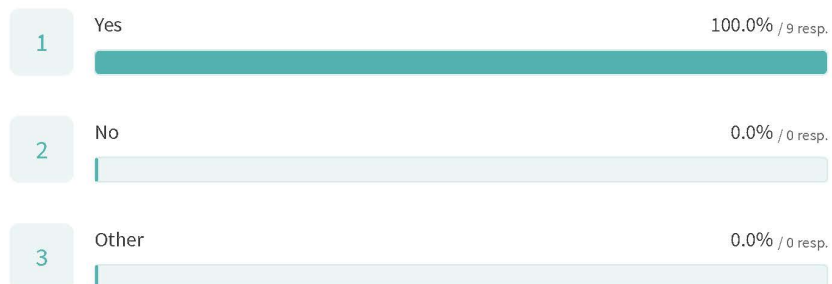 1 Yes 100.0% / 9 resp.
2 No 0.0% / 0 resp.
3 Other 0.0% / 0 resp.